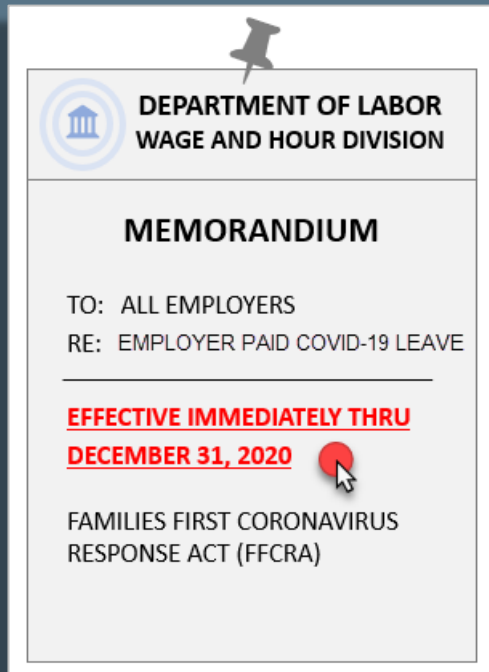 DEPARTMENT OF LABOR
WAGE AND HOUR DIVISION
MEMORANDIUM
TO: ALL EMPLOYERS
RE: EMPLOYER PAID COVID-19 LEAVE
EFFECTIVE IMMEDIATELY THRU
DECEMBER 31, 2020
FAMILIES FIRST CORONAVIRUS
RESPONSE ACT (FFCRA)